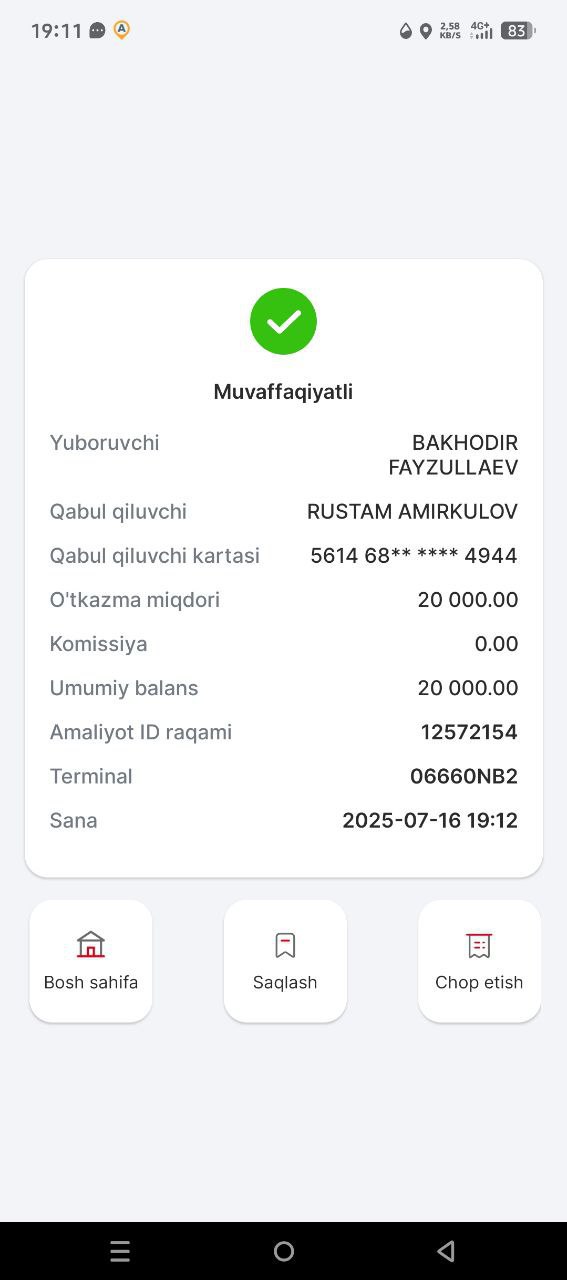 19:11
2,58
KB/S
4G+
83
Muvaffaqiyatli
Yuboruvchi BAKHODIR
FAYZULLAEV
Qabul qiluvchi RUSTAM AMIRKULOV
Qabul qiluvchi kartasi 5614 68** **** 4944
O'tkazma miqdori 20 000.00
Komissiya 0.00
Umumiy balans 20 000.00
Amaliyot ID raqami 12572154
Terminal 06660NB2
Sana 2025-07-16 19:12
Bosh sahifa Saqlash Chop etish